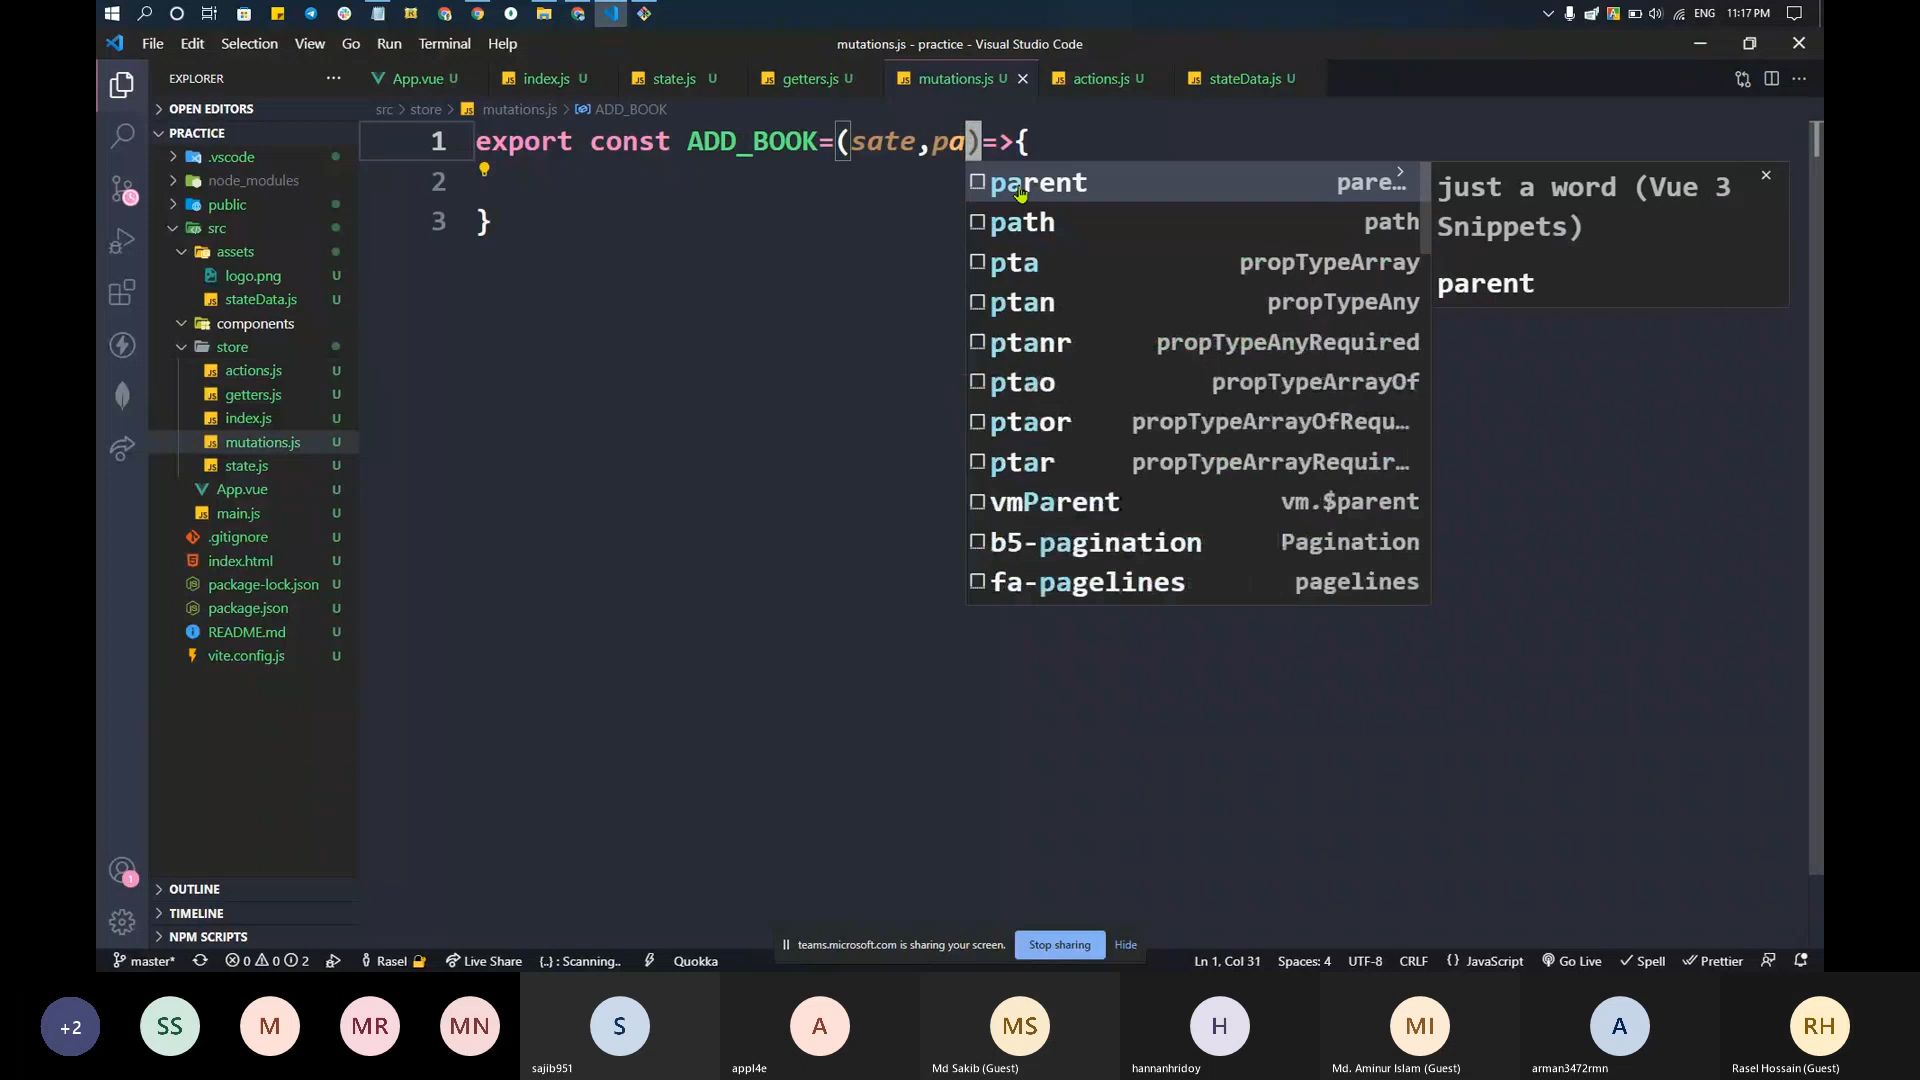 ENG 11:17 PM
File Edit Selection View Go Run Terminal Help
mutations.js - practice - Visual Studio Code
EXPLORER
App.vue U
index.js U
state.js U
getters.js U
mutations.js U
actions.js U
stateData.js U
src > store > mutations.js > ADD_BOOK
OPEN EDITORS
PRACTICE
.vscode
node_modules
public
src
assets
logo.png U
stateData.js U
components
store
actions.js U
getters.js U
index.js U
mutations.js U
state.js U
App.vue U
main.js U
.gitignore U
index.html U
package-lock.json U
package.json U
README.md U
vite.config.js U
OUTLINE
TIMELINE
NPM SCRIPTS
1 export const ADD_BOOK=(sate,pa)=>{
2
3 }
parent pare…
path path
pta propTypeArray
ptan propTypeAny
ptanr propTypeAnyRequired
ptao propTypeArrayOf
ptaor propTypeArrayOfRequ…
ptar propTypeArrayRequir…
vmParent vm.$parent
b5-pagination Pagination
fa-pagelines pagelines
just a word (Vue 3
Snippets)
parent
teams.microsoft.com is sharing your screen. Stop sharing Hide
1
master* 0 0 2 Rasel Live Share {..} : Scanning.. Quokka
Ln 1, Col 31 Spaces: 4 UTF-8 CRLF {} JavaScript Go Live Spell Prettier
+2 SS M MR MN S A MS H MI A RH
sajib951
appl4e
Md Sakib (Guest)
hannanhridoy
Md. Aminur Islam (Guest)
arman3472rmn
Rasel Hossain (Guest)